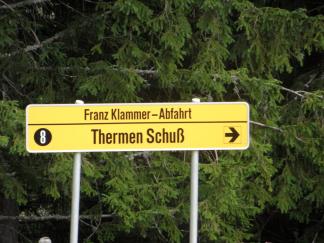 Franz Klammer-Abfahrt
8 Thermen Schuß →